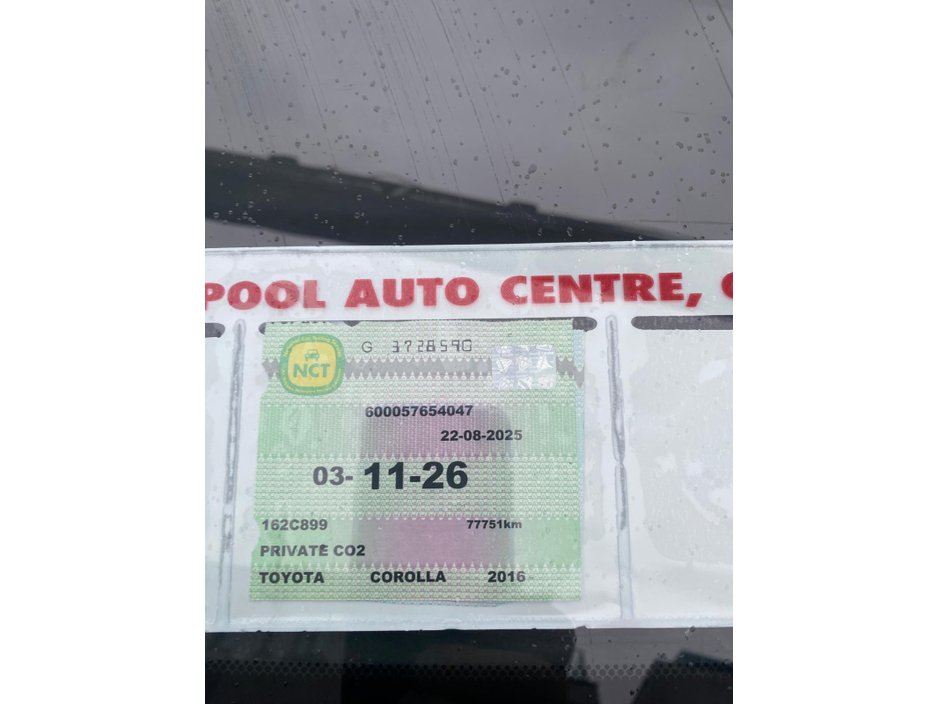 POOL AUTO CENTRE,
NCT
G 3728590
600057654047
22-08-2025
03- 11-26
162C899 77751km
PRIVATE CO2
TOYOTA COROLLA 2016